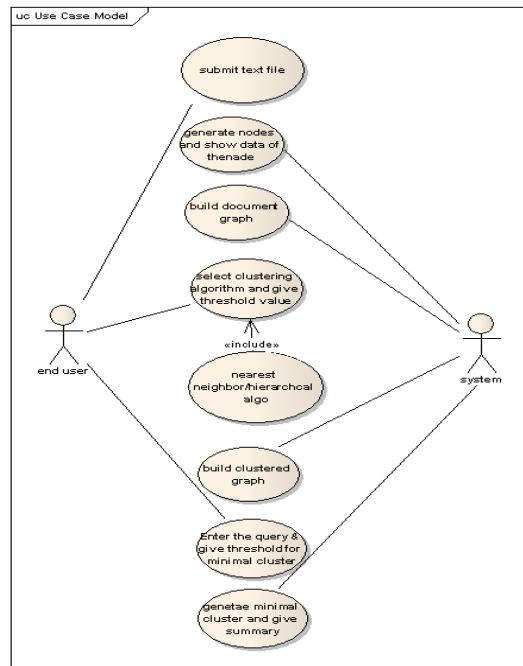 uc Use Case Model
submit text file
generate nodes
and show data of
thenade
build document
graph
select clustering
algorithm and give
threshold value
«include»
end user
system
nearest
neighbor/hierarchcal
algo
build clustered
graph
Enter the query &
give threshold for
minimal cluster
genetae minimal
cluster and give
summary